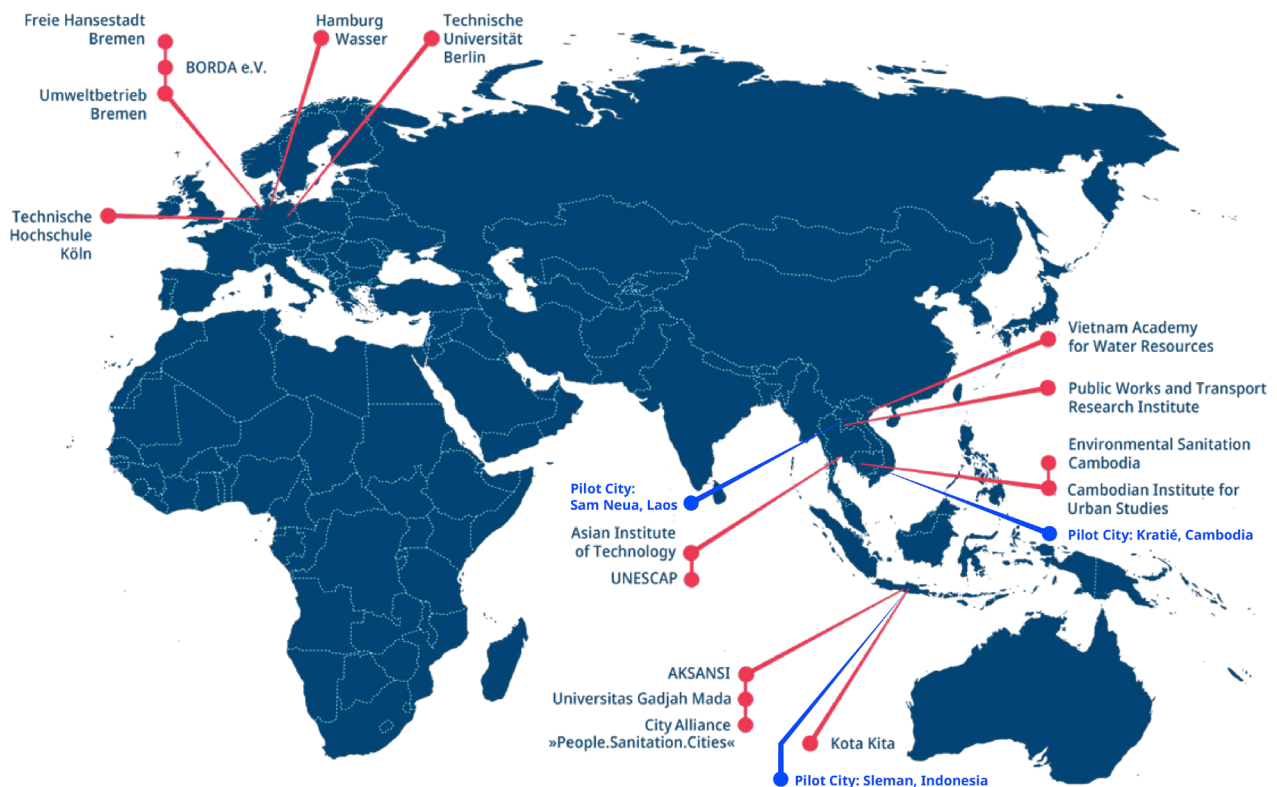 Freie Hansestadt
Bremen
BORDA e.V.
Umweltbetrieb
Bremen
Hamburg
Wasser
Technische
Universität
Berlin
Technische
Hochschule
Köln
Vietnam Academy
for Water Resources
Public Works and Transport
Research Institute
Environmental Sanitation
Cambodia
Cambodian Institute for
Urban Studies
Pilot City: Kratié, Cambodia
Pilot City:
Sam Neua, Laos
Asian Institute
of Technology
UNESCAP
AKSANSI
Universitas Gadjah Mada
City Alliance
»People.Sanitation.Cities«
Kota Kita
Pilot City: Sleman, Indonesia